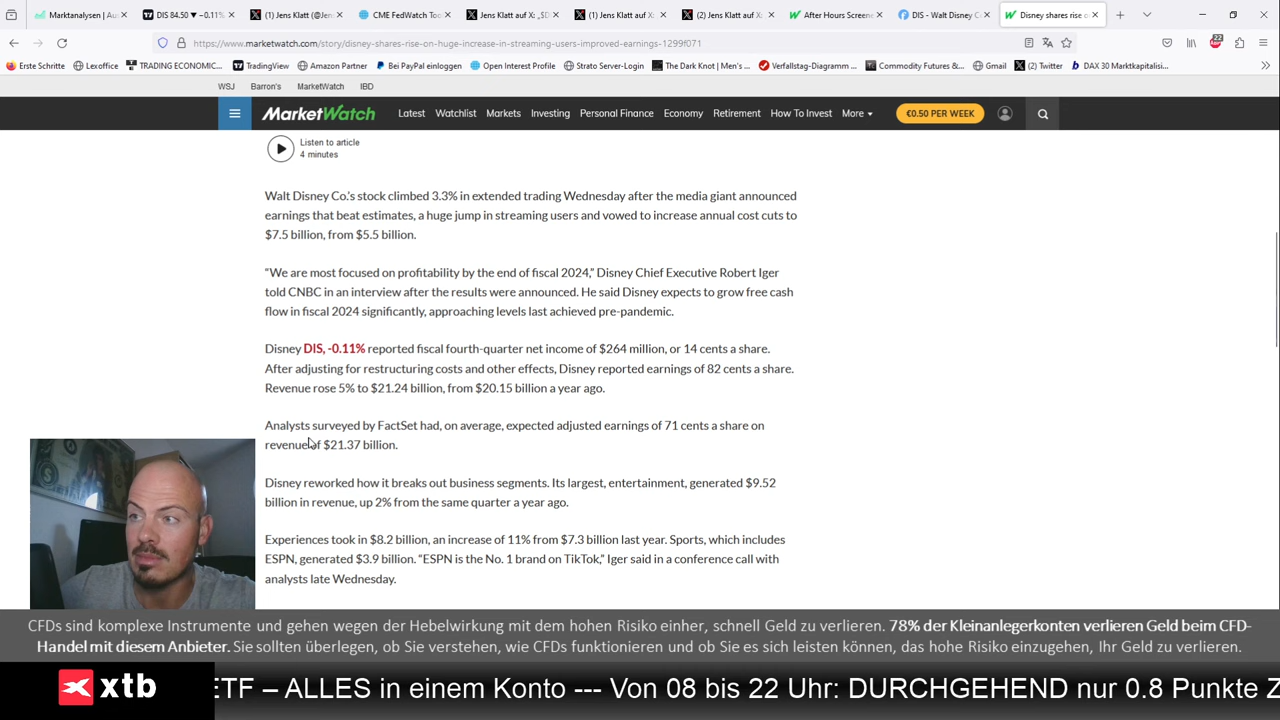 Marktanalysen | Aus
DIS 84.50 ▼ −0.11%
(1) Jens Klatt (@Jens
CME FedWatch Too
Jens Klatt auf X: „$D
(1) Jens Klatt auf X:
(2) Jens Klatt auf X:
After Hours Screene
DIS - Walt Disney C
Disney shares rise o
https://www.marketwatch.com/story/disney-shares-rise-on-huge-increase-in-streaming-users-improved-earnings-1299f071
Erste Schritte
Lexoffice
TRADING ECONOMIC...
TradingView
Amazon Partner
Bei PayPal einloggen
Open Interest Profile
Strato Server-Login
The Dark Knot | Men's ...
Verfallstag-Diagramm ...
Commodity Futures &...
Gmail
(2) Twitter
DAX 30 Marktkapitalisi...
WSJ Barron's MarketWatch IBD
MarketWatch Latest Watchlist Markets Investing Personal Finance Economy Retirement How To Invest More €0.50 PER WEEK
Listen to article
4 minutes
Walt Disney Co.'s stock climbed 3.3% in extended trading Wednesday after the media giant announced
earnings that beat estimates, a huge jump in streaming users and vowed to increase annual cost cuts to
$7.5 billion, from $5.5 billion.
“We are most focused on profitability by the end of fiscal 2024,” Disney Chief Executive Robert Iger
told CNBC in an interview after the results were announced. He said Disney expects to grow free cash
flow in fiscal 2024 significantly, approaching levels last achieved pre-pandemic.
Disney DIS, -0.11% reported fiscal fourth-quarter net income of $264 million, or 14 cents a share.
After adjusting for restructuring costs and other effects, Disney reported earnings of 82 cents a share.
Revenue rose 5% to $21.24 billion, from $20.15 billion a year ago.
Analysts surveyed by FactSet had, on average, expected adjusted earnings of 71 cents a share on
revenue of $21.37 billion.
Disney reworked how it breaks out business segments. Its largest, entertainment, generated $9.52
billion in revenue, up 2% from the same quarter a year ago.
Experiences took in $8.2 billion, an increase of 11% from $7.3 billion last year. Sports, which includes
ESPN, generated $3.9 billion. “ESPN is the No. 1 brand on TikTok,” Iger said in a conference call with
analysts late Wednesday.
CFDs sind komplexe Instrumente und gehen wegen der Hebelwirkung mit dem hohen Risiko einher, schnell Geld zu verlieren. 78% der Kleinanlegerkonten verlieren Geld beim CFD-
Handel mit diesem Anbieter. Sie sollten überlegen, ob Sie verstehen, wie CFDs funktionieren und ob Sie es sich leisten können, das hohe Risiko einzugehen, Ihr Geld zu verlieren.
xtb
ETF – ALLES in einem Konto --- Von 08 bis 22 Uhr: DURCHGEHEND nur 0.8 Punkte Z